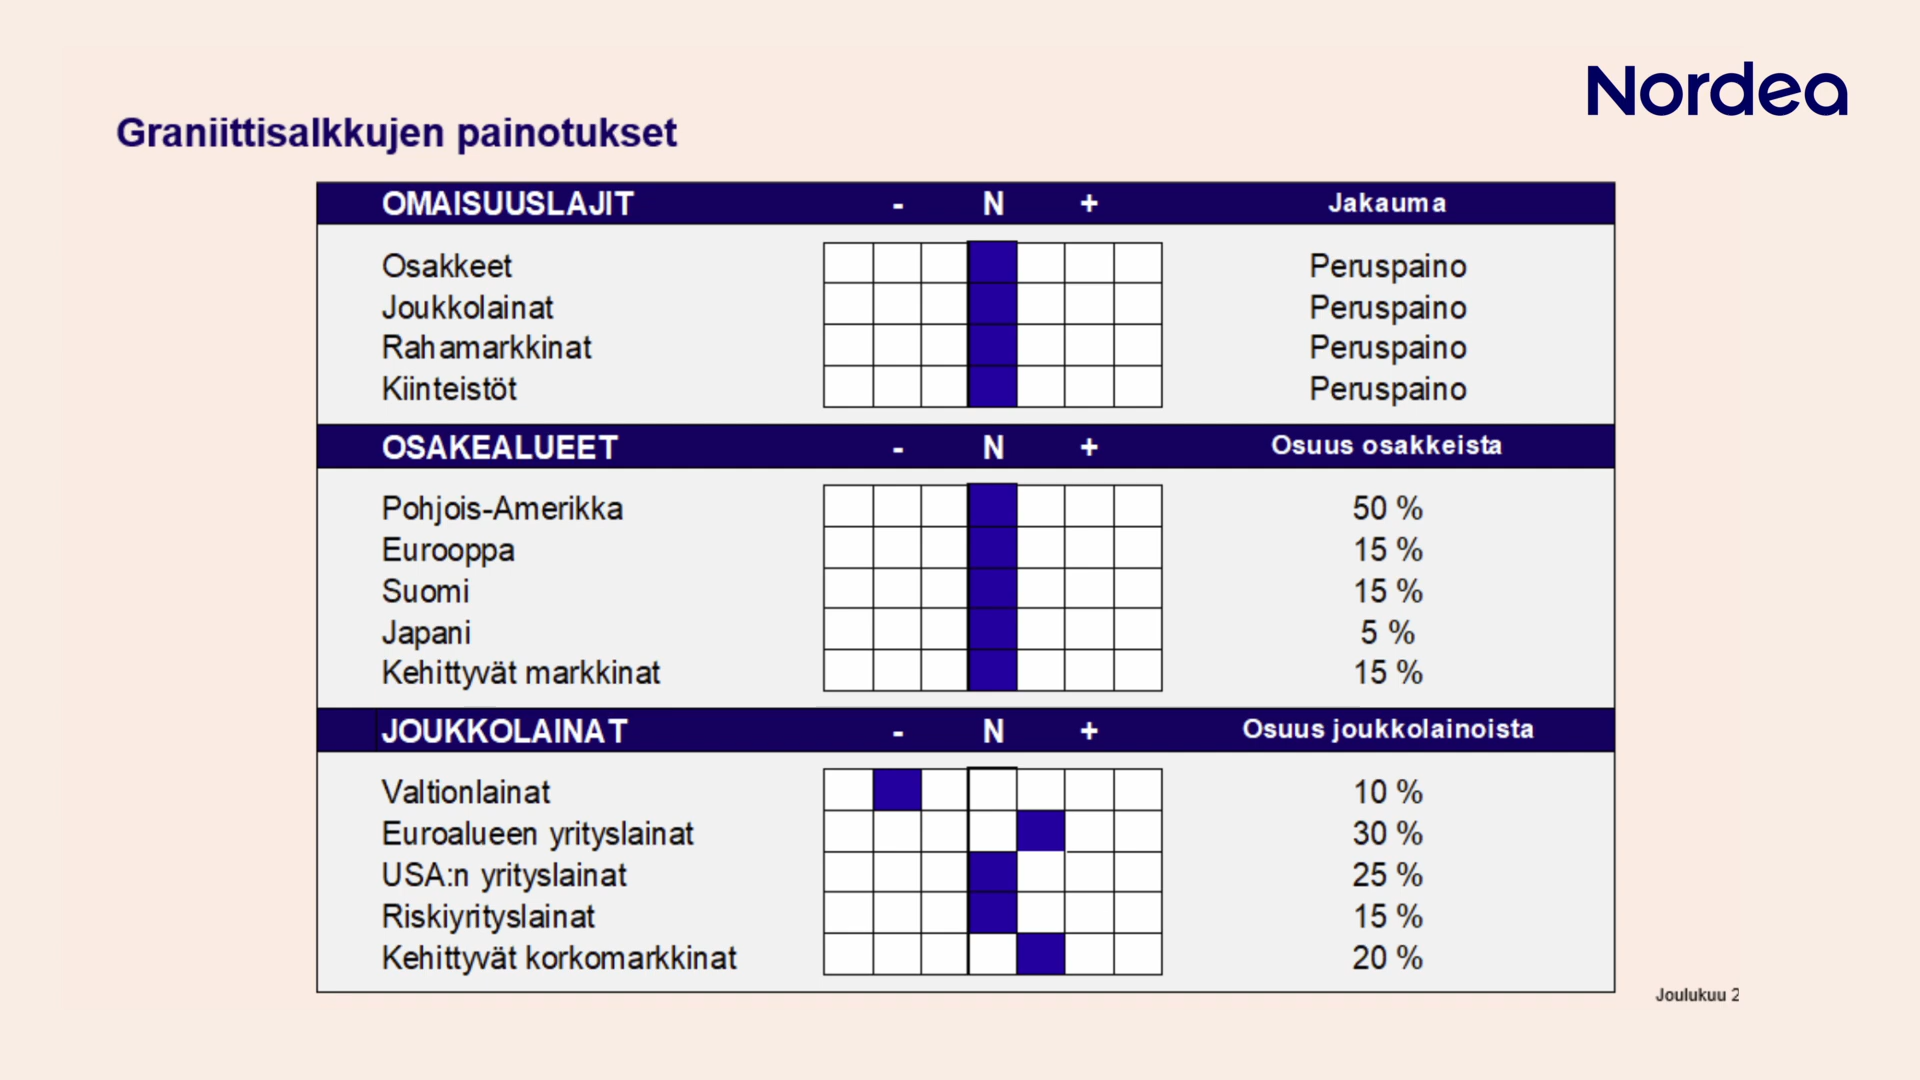 Nordea
Graniittisalkkujen painotukset
OMAISUUSLAJIT - N + Jakauma
Osakkeet Peruspaino
Joukkolainat Peruspaino
Rahamarkkinat Peruspaino
Kiinteistöt Peruspaino
OSAKEALUEET - N + Osuus osakkeista
Pohjois-Amerikka 50 %
Eurooppa 15 %
Suomi 15 %
Japani 5 %
Kehittyvät markkinat 15 %
JOUKKOLAINAT - N + Osuus joukkolainoista
Valtionlainat 10 %
Euroalueen yrityslainat 30 %
USA:n yrityslainat 25 %
Riskiyrityslainat 15 %
Kehittyvät korkomarkkinat 20 %
Joulukuu 2